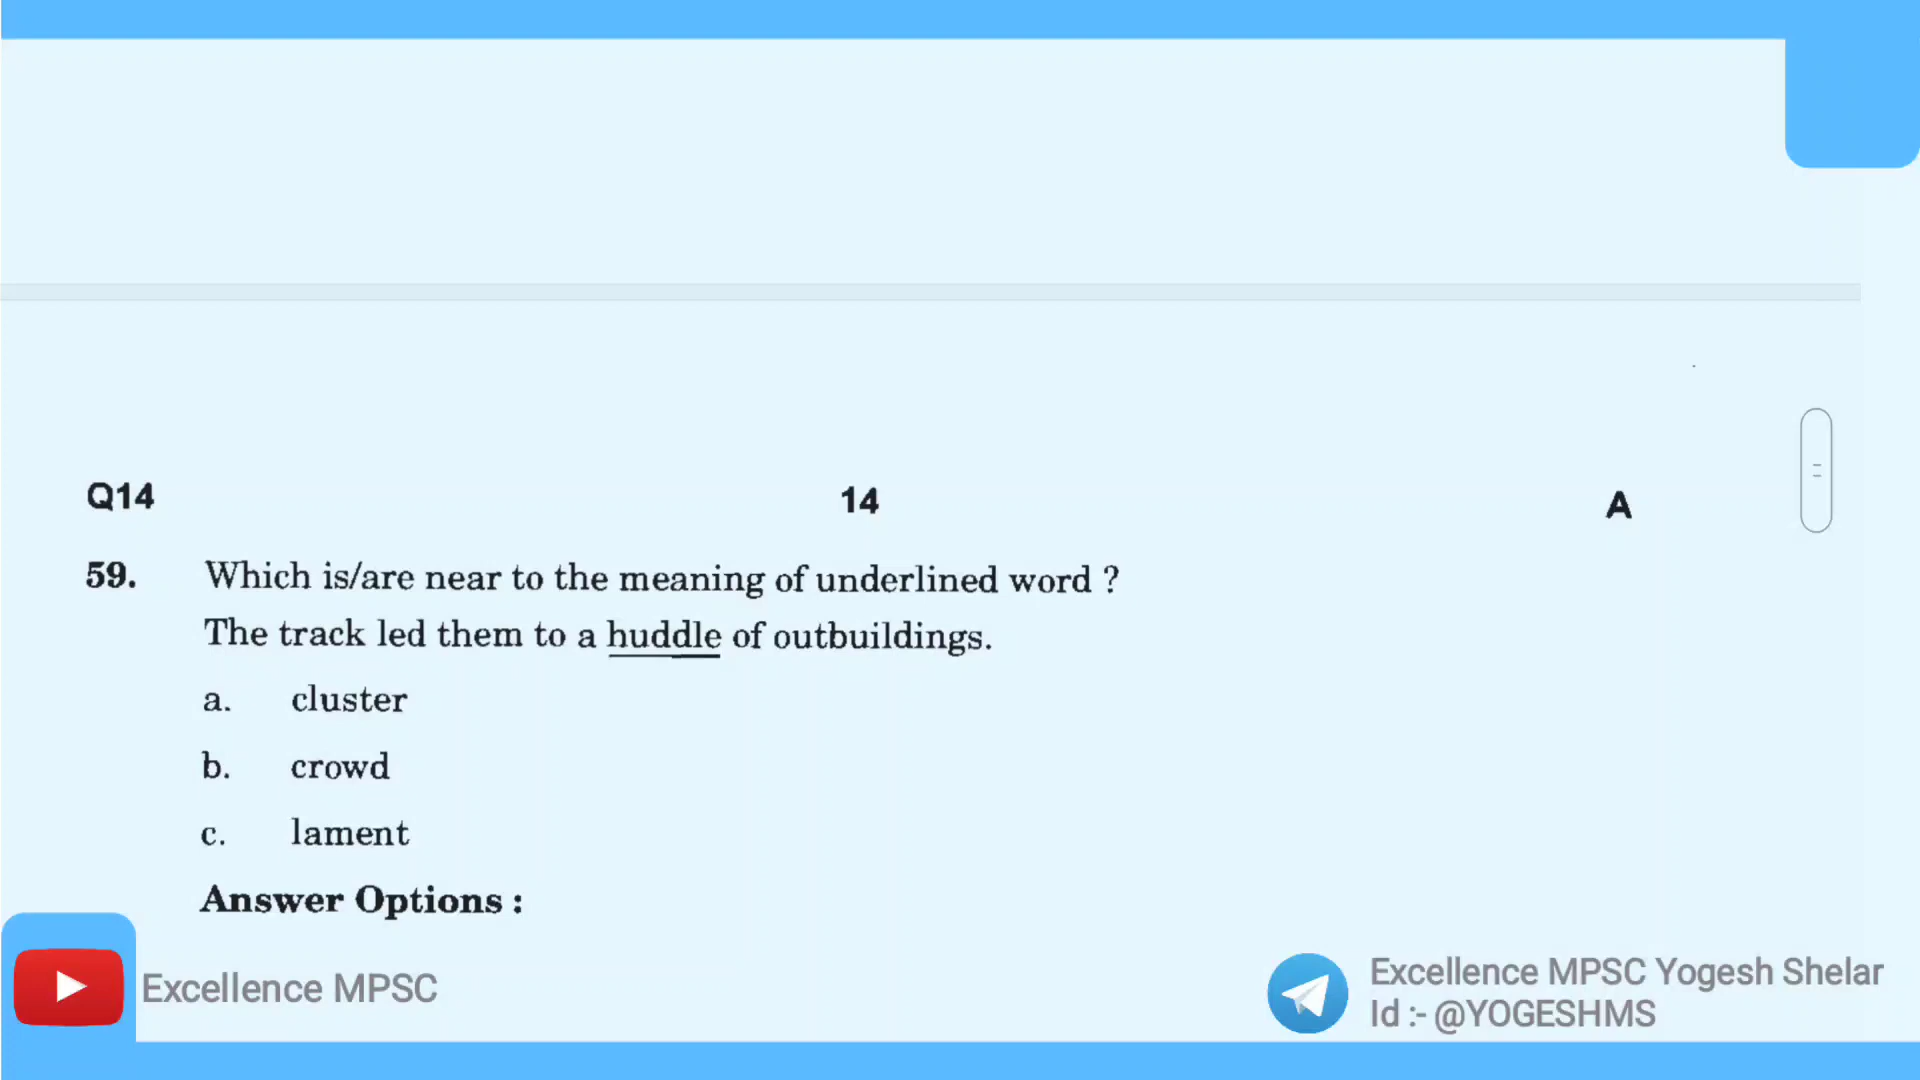 Q14 14 A
59. Which is/are near to the meaning of underlined word ?
The track led them to a huddle of outbuildings.
a. cluster
b. crowd
c. lament
Answer Options :
Excellence MPSC
Excellence MPSC Yogesh Shelar
Id :- @YOGESHMS